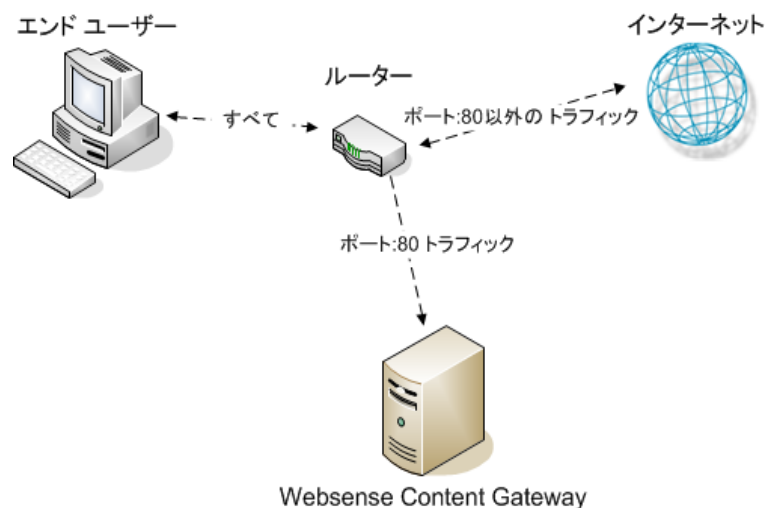 エンド ユーザー
インターネット
ルーター
すべて
ポート:80以外の トラフィック
ポート:80 トラフィック
Websense Content Gateway